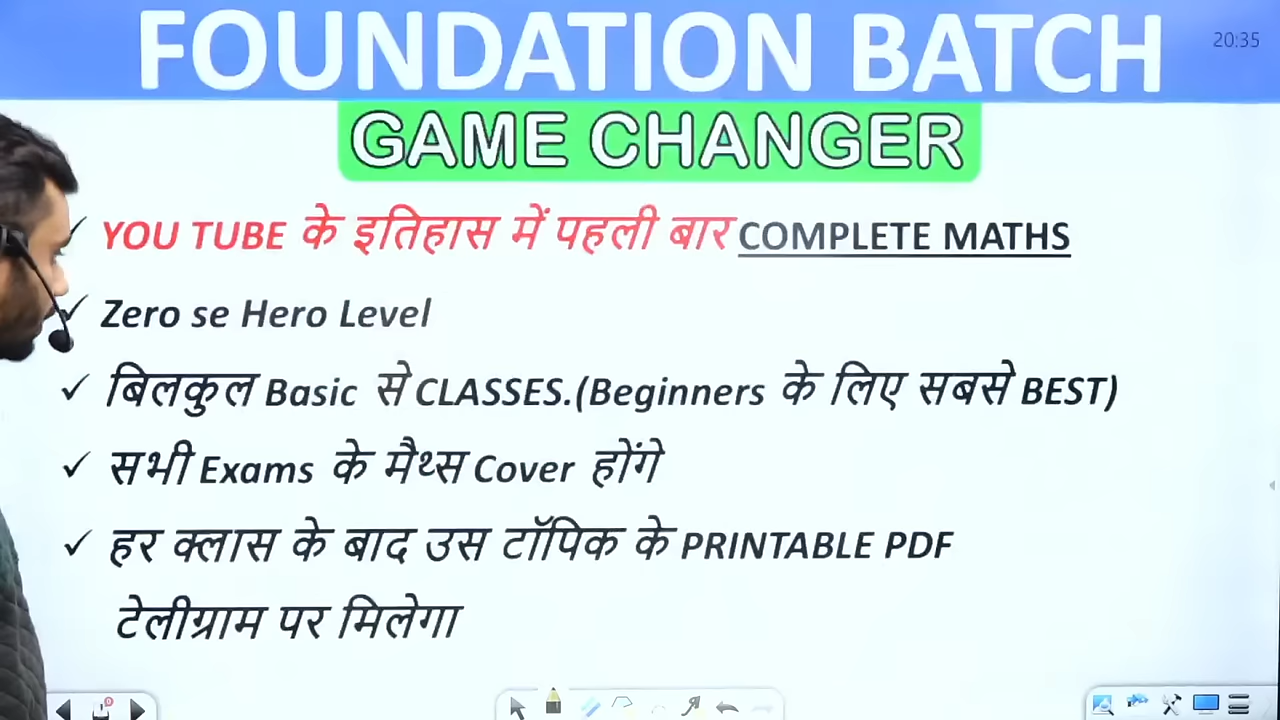 FOUNDATION BATCH
20:35
GAME CHANGER
YOU TUBE के इतिहास में पहली बार COMPLETE MATHS
Zero se Hero Level
बिलकुल Basic से CLASSES.(Beginners के लिए सबसे BEST)
सभी Exams के मैथ्स Cover होंगे
हर क्लास के बाद उस टॉपिक के PRINTABLE PDF
टेलीग्राम पर मिलेगा